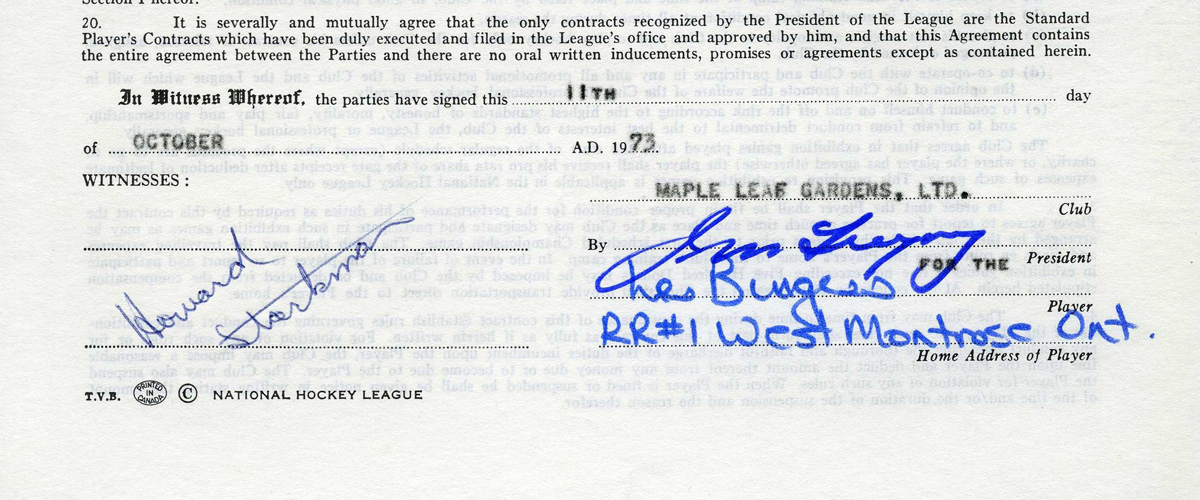 Section I hereof.
20. It is severally and mutually agree that the only contracts recognized by the President of the League are the Standard
Player's Contracts which have been duly executed and filed in the League's office and approved by him, and that this Agreement contains
the entire agreement between the Parties and there are no oral written inducements, promises or agreements except as contained herein.
In Witness Whereof, the parties have signed this 11TH day
of OCTOBER A.D. 1973.
WITNESSES :
MAPLE LEAF GARDENS, LTD.
Club
Howard Starkman
By
FOR THE President
Burgess
Player
RR#1 West Montrose Ont.
Home Address of Player
T.V.B. PRINTED IN CANADA © NATIONAL HOCKEY LEAGUE